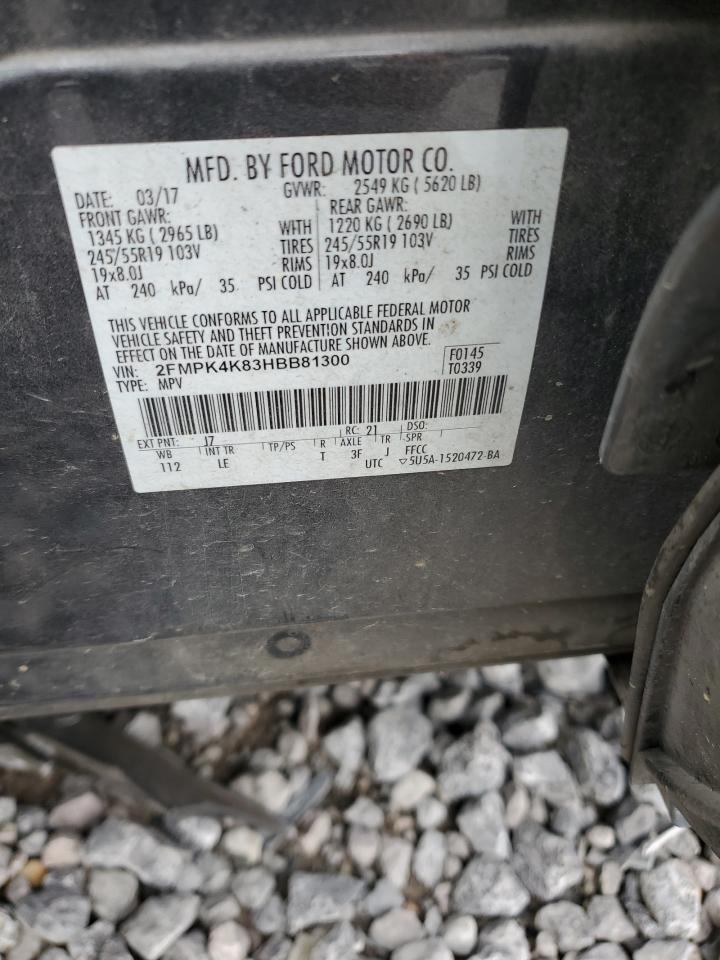 MFD. BY FORD MOTOR CO.
DATE: 03/17 GVWR: 2549 KG ( 5620 LB)
FRONT GAWR: REAR GAWR:
1345 KG ( 2965 LB) WITH 1220 KG ( 2690 LB) WITH
245/55R19 103V TIRES 245/55R19 103V TIRES
19x8.0J RIMS 19x8.0J RIMS
AT 240 kPa/ 35 PSI COLD AT 240 kPa/ 35 PSI COLD
THIS VEHICLE CONFORMS TO ALL APPLICABLE FEDERAL MOTOR
VEHICLE SAFETY AND THEFT PREVENTION STANDARDS IN
EFFECT ON THE DATE OF MANUFACTURE SHOWN ABOVE.
VIN: 2FMPK4K83HBB81300 F0145
TYPE: MPV T0339
EXT PNT: J7 RC: 21 DSO:
WB INT TR TP/PS R AXLE TR SPR
112 LE T 3F J FFCC
UTC ▽5U5A-1520472-BA